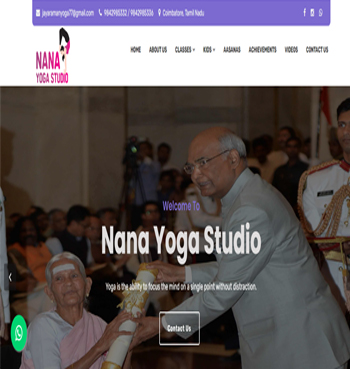 jayaramanyoga77@gmail.com 9842985332 / 9842985336 Coimbatore, Tamil Nadu
NANA
YOGA STUDIO
HOME ABOUT US CLASSES KIDS AASANAS ACHIEVEMENTS VIDEOS CONTACT US
Welcome To
Nana Yoga Studio
Yoga is the ability to focus the mind on a single point without distraction.
Contact Us